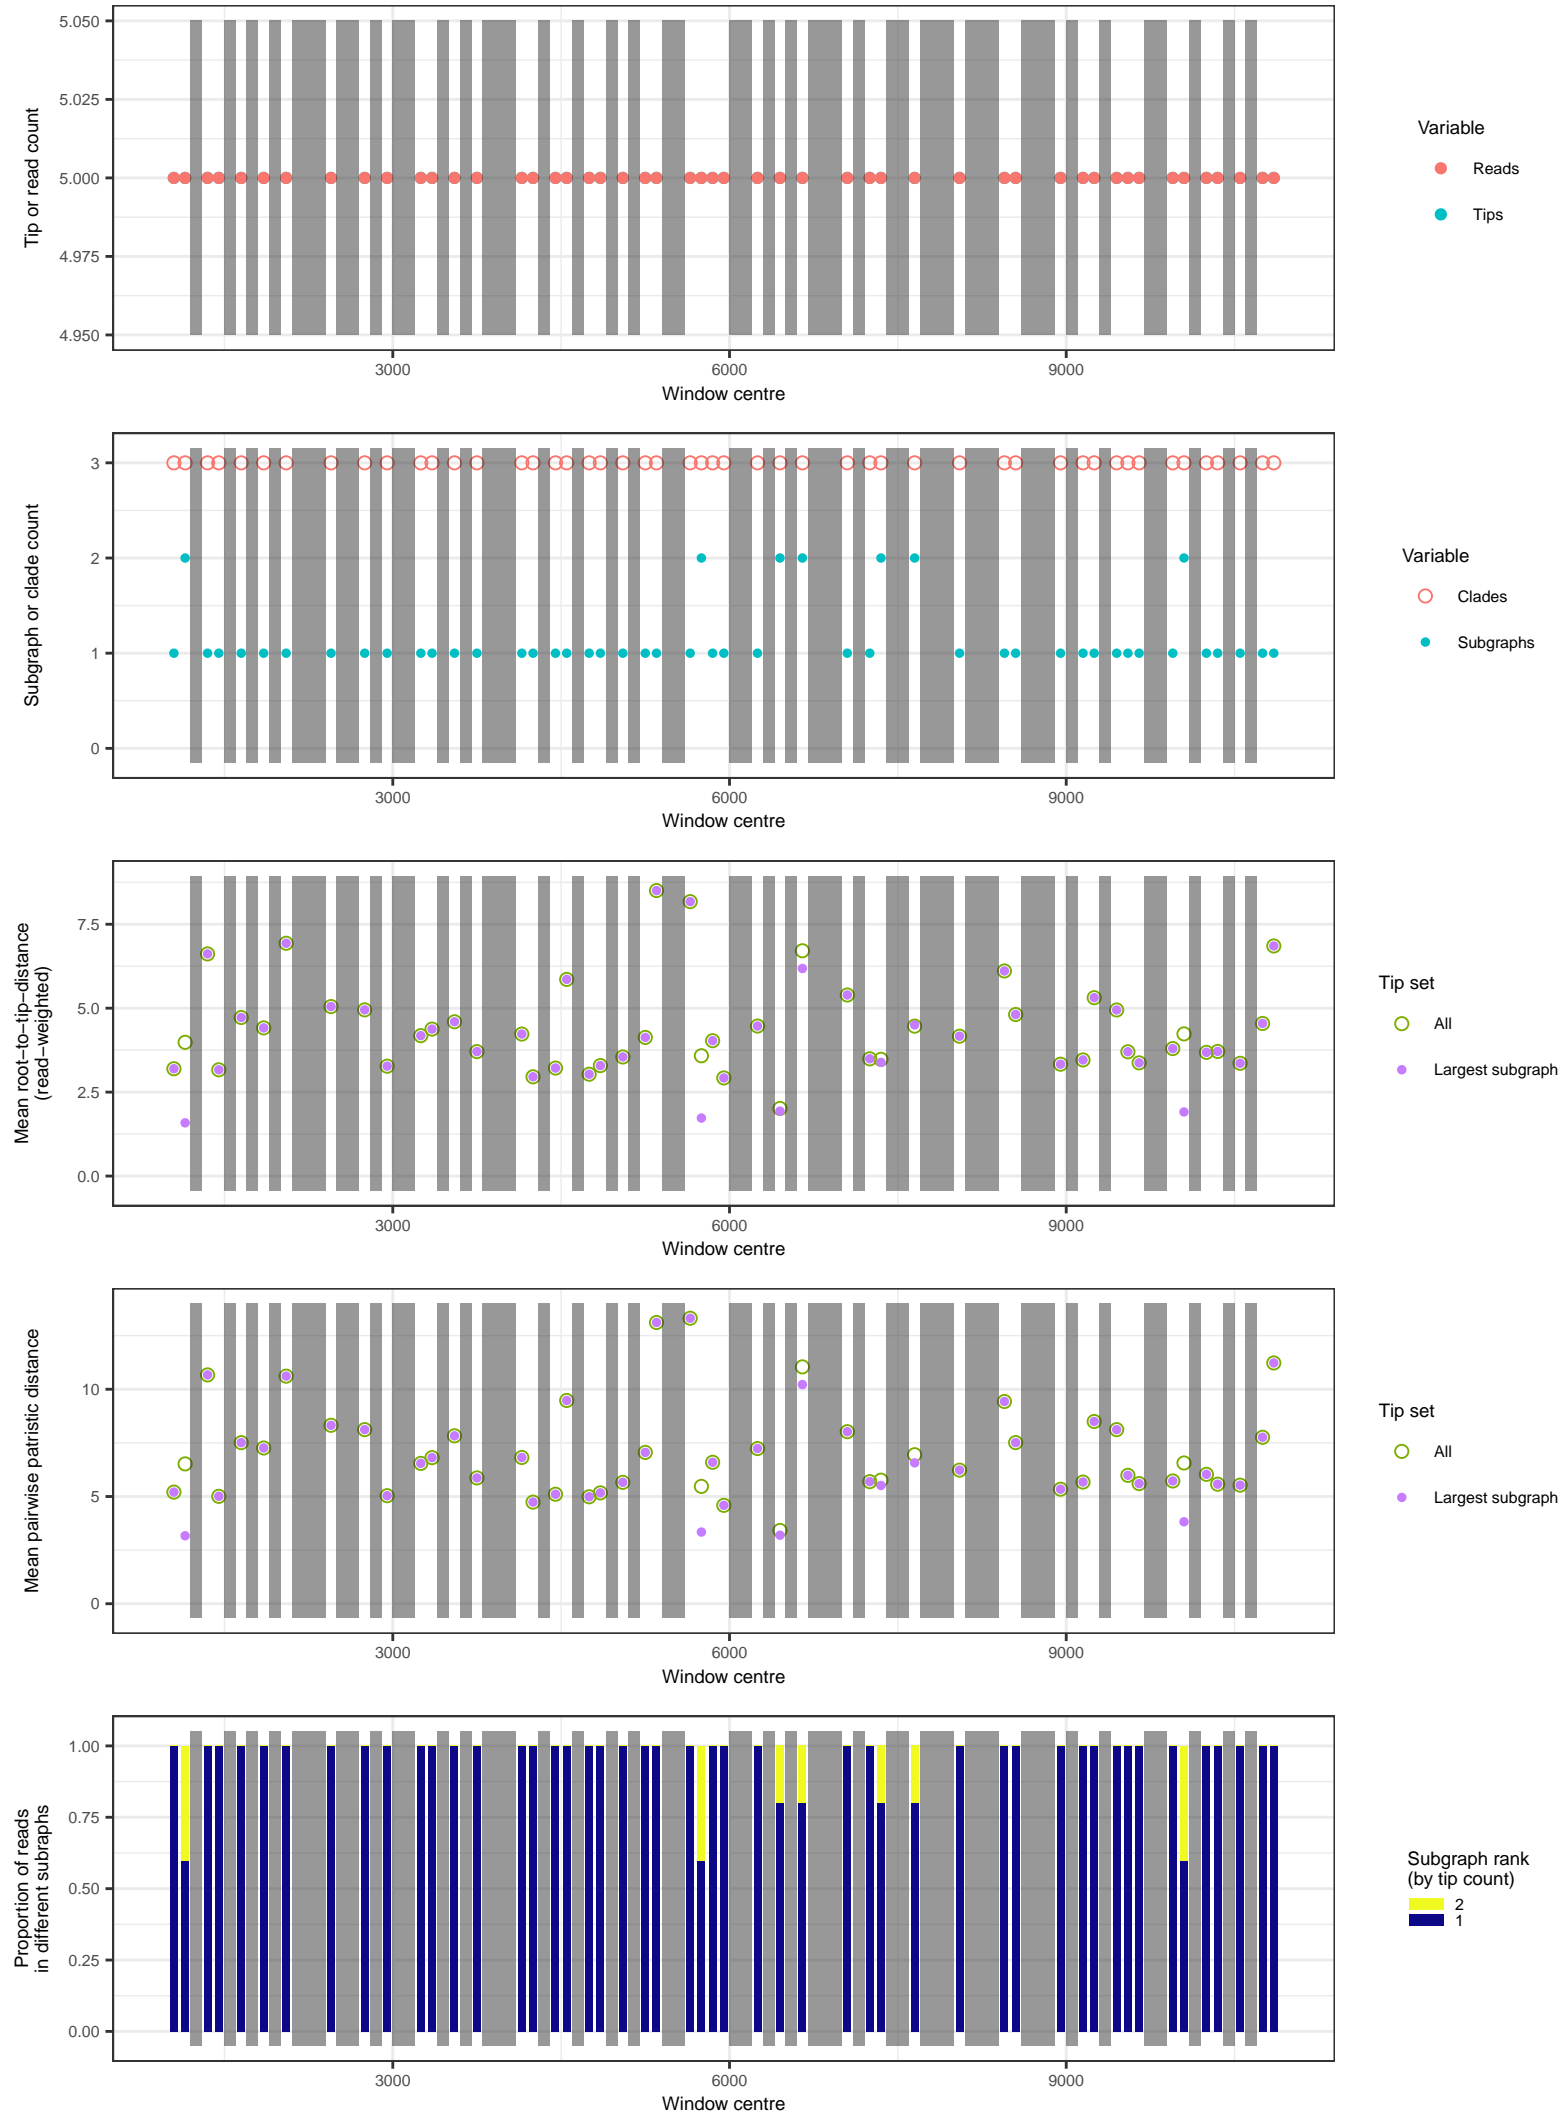 5.050
5.025
5.000
4.975
4.950
Tip or read count
3000
6000
9000
Window centre
Variable
Reads
Tips
3
2
1
0
Subgraph or clade count
3000
6000
9000
Window centre
Variable
Clades
Subgraphs
7.5
5.0
2.5
0.0
Mean root−to−tip−distance
(read−weighted)
3000
6000
9000
Window centre
Tip set
All
Largest subgraph
10
5
0
Mean pairwise patristic distance
3000
6000
9000
Window centre
Tip set
All
Largest subgraph
1.00
0.75
0.50
0.25
0.00
Proportion of reads
in different subraphs
3000
6000
9000
Window centre
Subgraph rank
(by tip count)
2
1